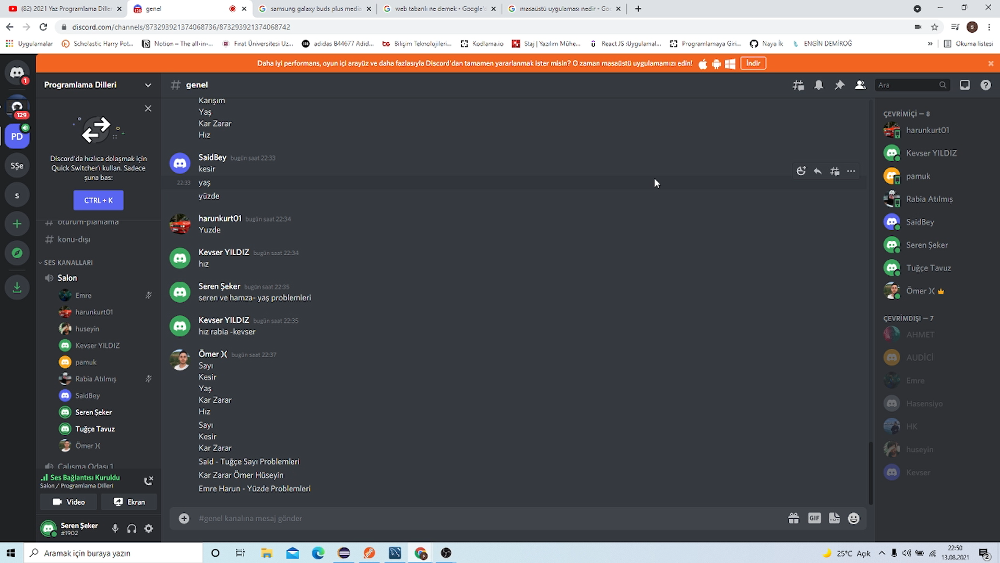 (82) 2021 Yaz Programlama Diller
genel
samsung galaxy buds plus media
web tabanlı ne demek - Google'd
masaüstü uygulaması nedir - Goo
discord.com/channels/873293921374068736/873293921374068742
Uygulamalar
Scholastic Harry Pot...
Notion – The all-in-...
Fırat Üniversitesi Uz...
adidas B44677 Adid...
Bilişim Teknolojileri...
Kodlama.io
Staj | Yazılım Mühe...
React JS :Uygulamal...
Programlamaya Giri...
Naya İk
ENGİN DEMİROĞ
»
Okuma listesi
Daha iyi performans, oyun içi arayüz ve daha fazlasıyla Discord'dan tamamen yararlanmak ister misin? O zaman masaüstü uygulamamızı edin!
İndir
1
129
PD
SŞe
s
Programlama Dilleri
Discord'da hızlıca dolaşmak için
Quick Switcher'ı kullan. Sadece
şuna bas:
CTRL + K
oturum-planlama
konu-dışı
SES KANALLARI
Salon
Emre
harunkurt01
huseyin
Kevser YILDIZ
pamuk
Rabia Atılmış
SaidBey
Seren Şeker
Tuğçe Tavuz
Ömer )(
Çalışma Odası 1
Ses Bağlantısı Kuruldu
Salon / Programlama Dilleri
Video
Ekran
Seren Şeker
#1902
# genel
Ara
Karışım
Yaş
Kar Zarar
Hız
SaidBey bugün saat 22:33
kesir
22:33 yaş
yüzde
harunkurt01 bugün saat 22:34
Yuzde
Kevser YILDIZ bugün saat 22:34
hız
Seren Şeker bugün saat 22:35
seren ve hamza- yaş problemleri
Kevser YILDIZ bugün saat 22:35
hız rabia -kevser
Ömer )( bugün saat 22:37
Sayı
Kesir
Yaş
Kar Zarar
Hız
Sayı
Kesir
Kar Zarar
Said - Tuğçe Sayı Problemleri
Kar Zarar Ömer Hüseyin
Emre Harun - Yüzde Problemleri
#genel kanalına mesaj gönder
GIF
ÇEVRİMİÇİ — 8
harunkurt01
Kevser YILDIZ
pamuk
Rabia Atılmış
SaidBey
Seren Şeker
Tuğçe Tavuz
Ömer )(
ÇEVRİMDIŞI — 7
AHMET
AUDİCİ
Emre
Hasensiyo
HK
huseyin
Kevser
Aramak için buraya yazın
25°C Açık
22:50
13.08.2021
2